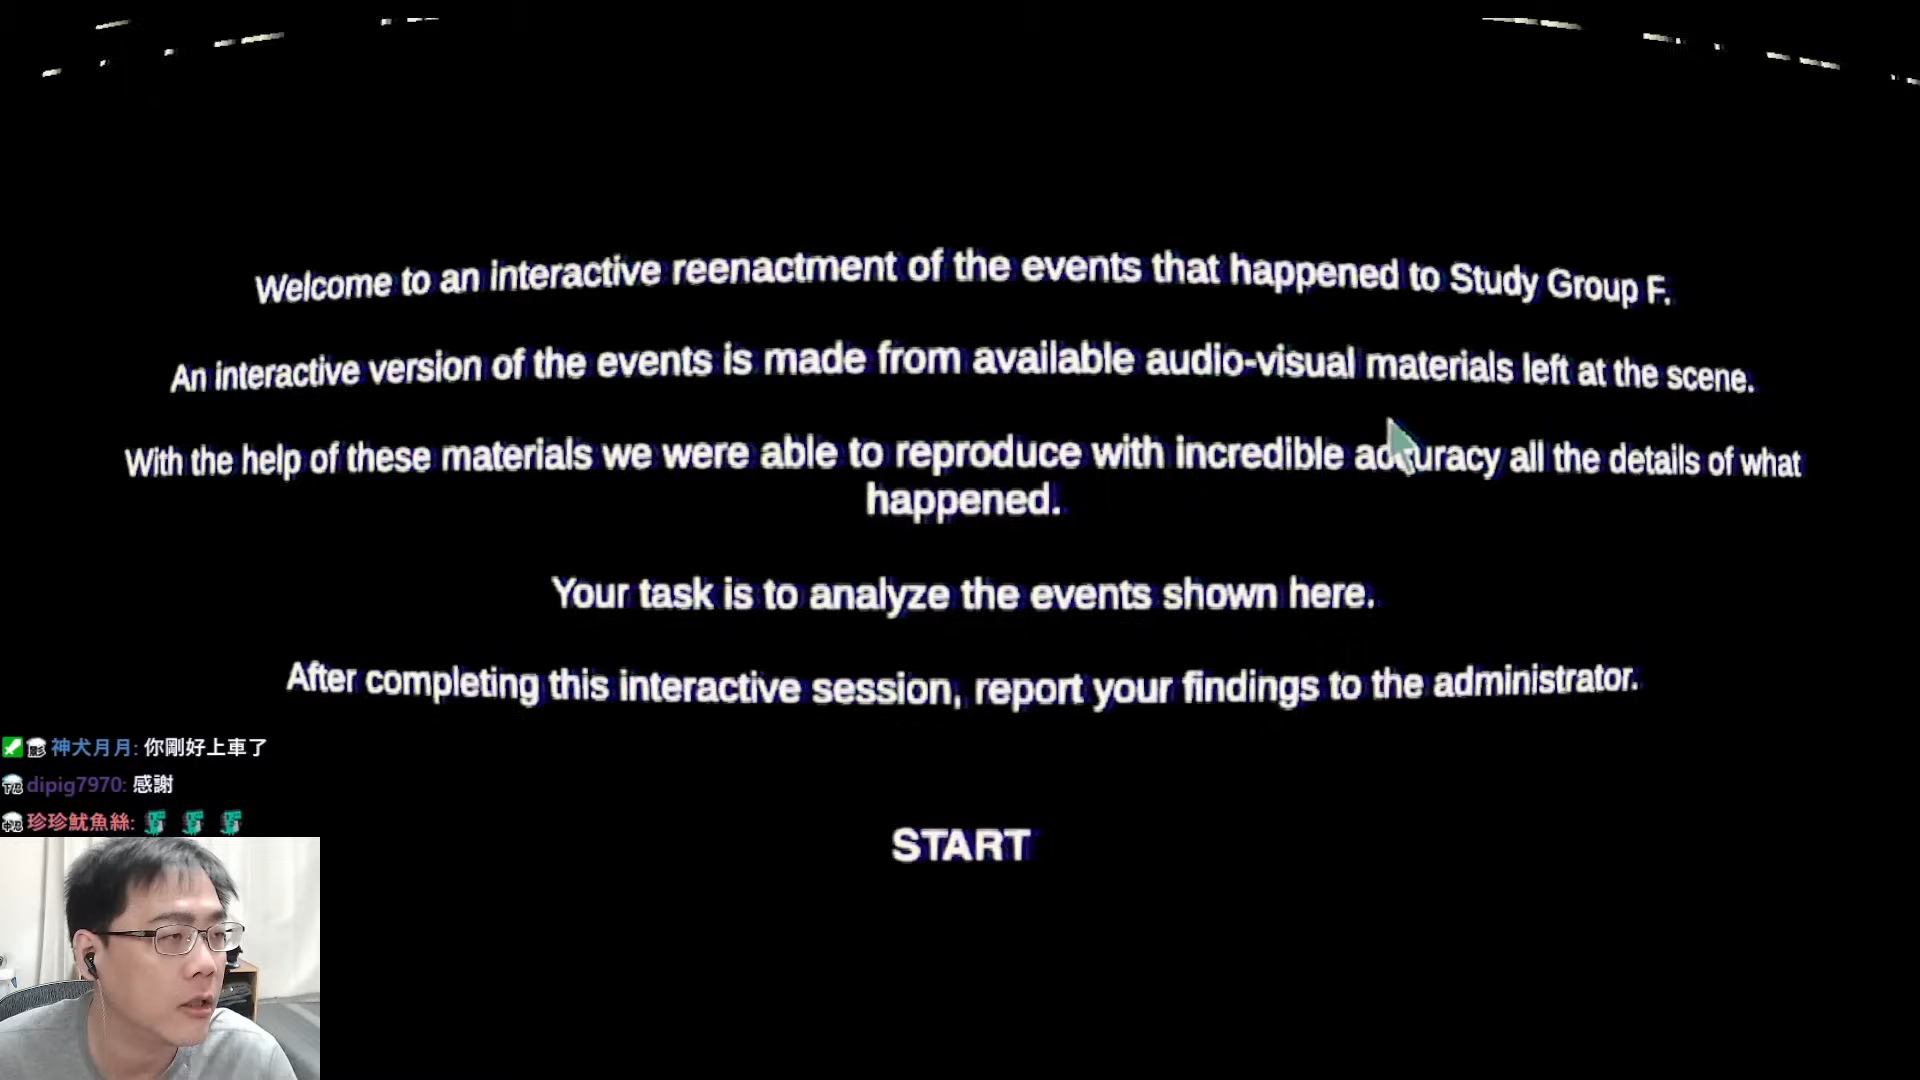 Welcome to an interactive reenactment of the events that happened to Study Group F.
An interactive version of the events is made from available audio-visual materials left at the scene.
With the help of these materials we were able to reproduce with incredible accuracy all the details of what
happened.
Your task is to analyze the events shown here.
After completing this interactive session, report your findings to the administrator.
START
神犬月月: 你剛好上車了
dipig7970: 感謝
珍珍魷魚絲: